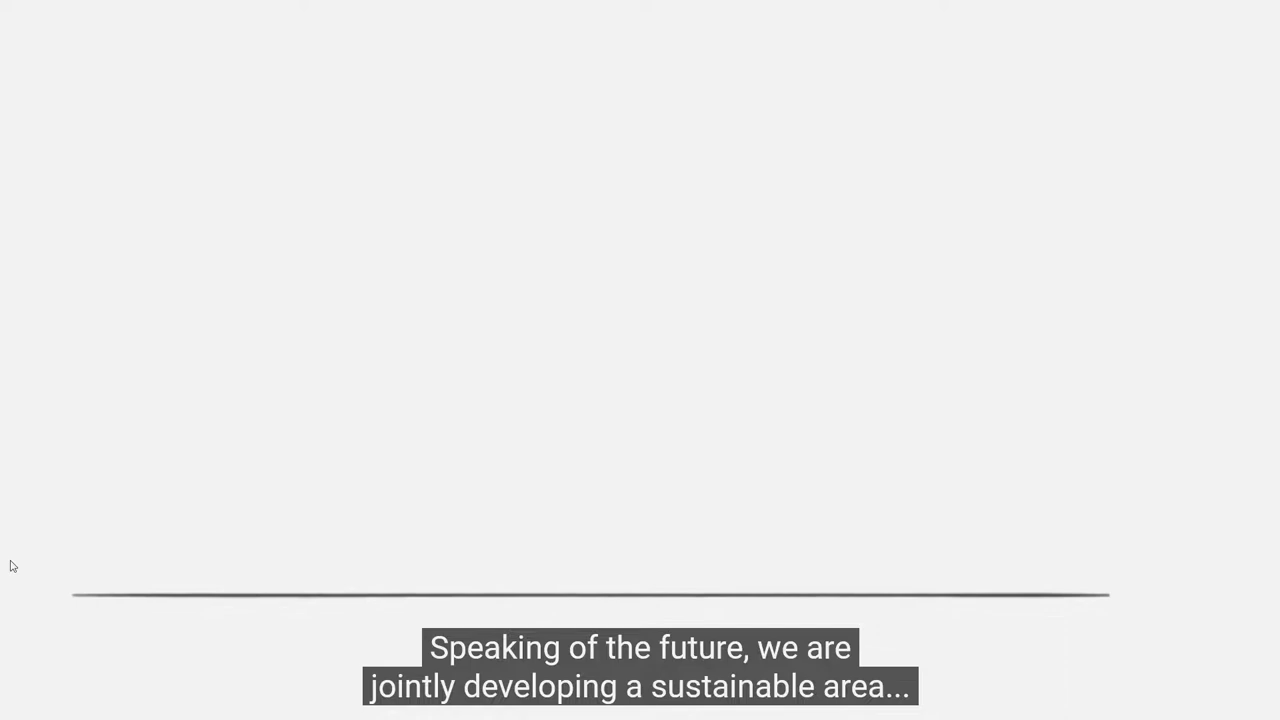 Speaking of the future, we are
jointly developing a sustainable area...